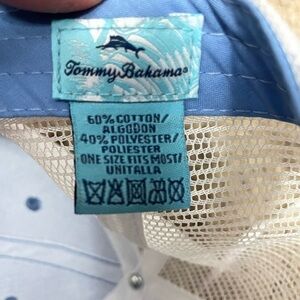 Tommy Bahama®
60% COTTON/
ALGODON
40% POLYESTER/
POLIESTER
ONE SIZE FITS MOST/
UNITALLA